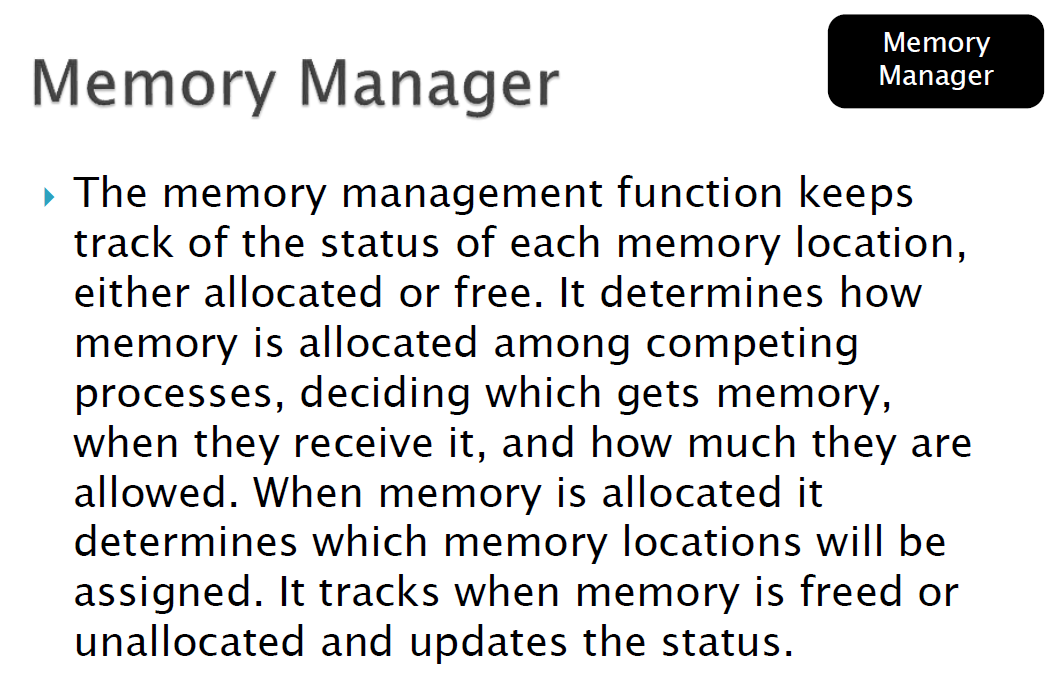 Memory Manager
Memory
Manager
The memory management function keeps
track of the status of each memory location,
either allocated or free. It determines how
memory is allocated among competing
processes, deciding which gets memory,
when they receive it, and how much they are
allowed. When memory is allocated it
determines which memory locations will be
assigned. It tracks when memory is freed or
unallocated and updates the status.